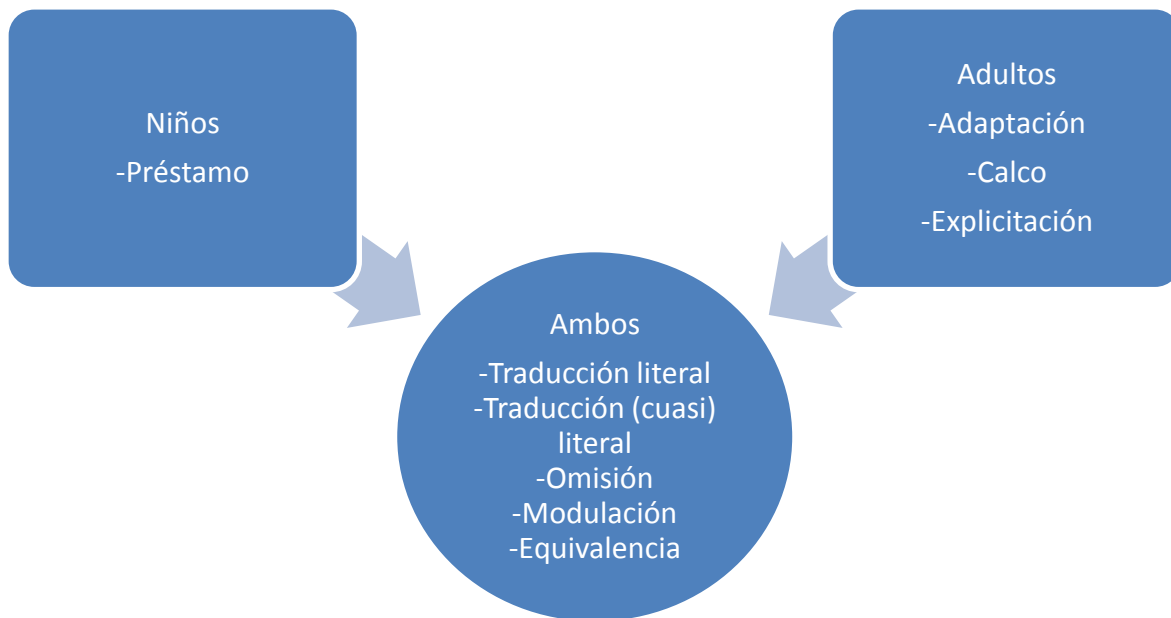 Niños
-Préstamo
Adultos
-Adaptación
-Calco
-Explicitación
Ambos
-Traducción literal
-Traducción (cuasi)
literal
-Omisión
-Modulación
-Equivalencia